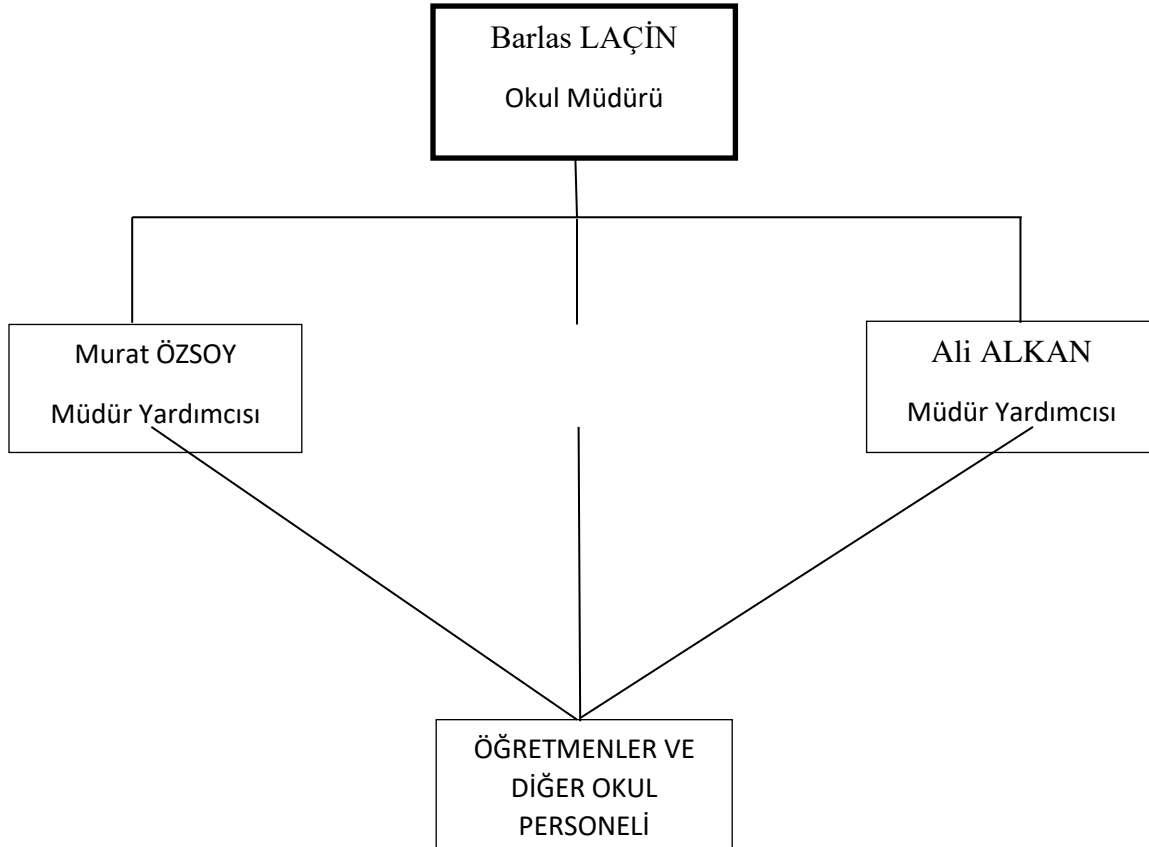 Barlas LAÇİN
Okul Müdürü
Murat ÖZSOY
Müdür Yardımcısı
Ali ALKAN
Müdür Yardımcısı
ÖĞRETMENLER VE
DİĞER OKUL
PERSONELİ